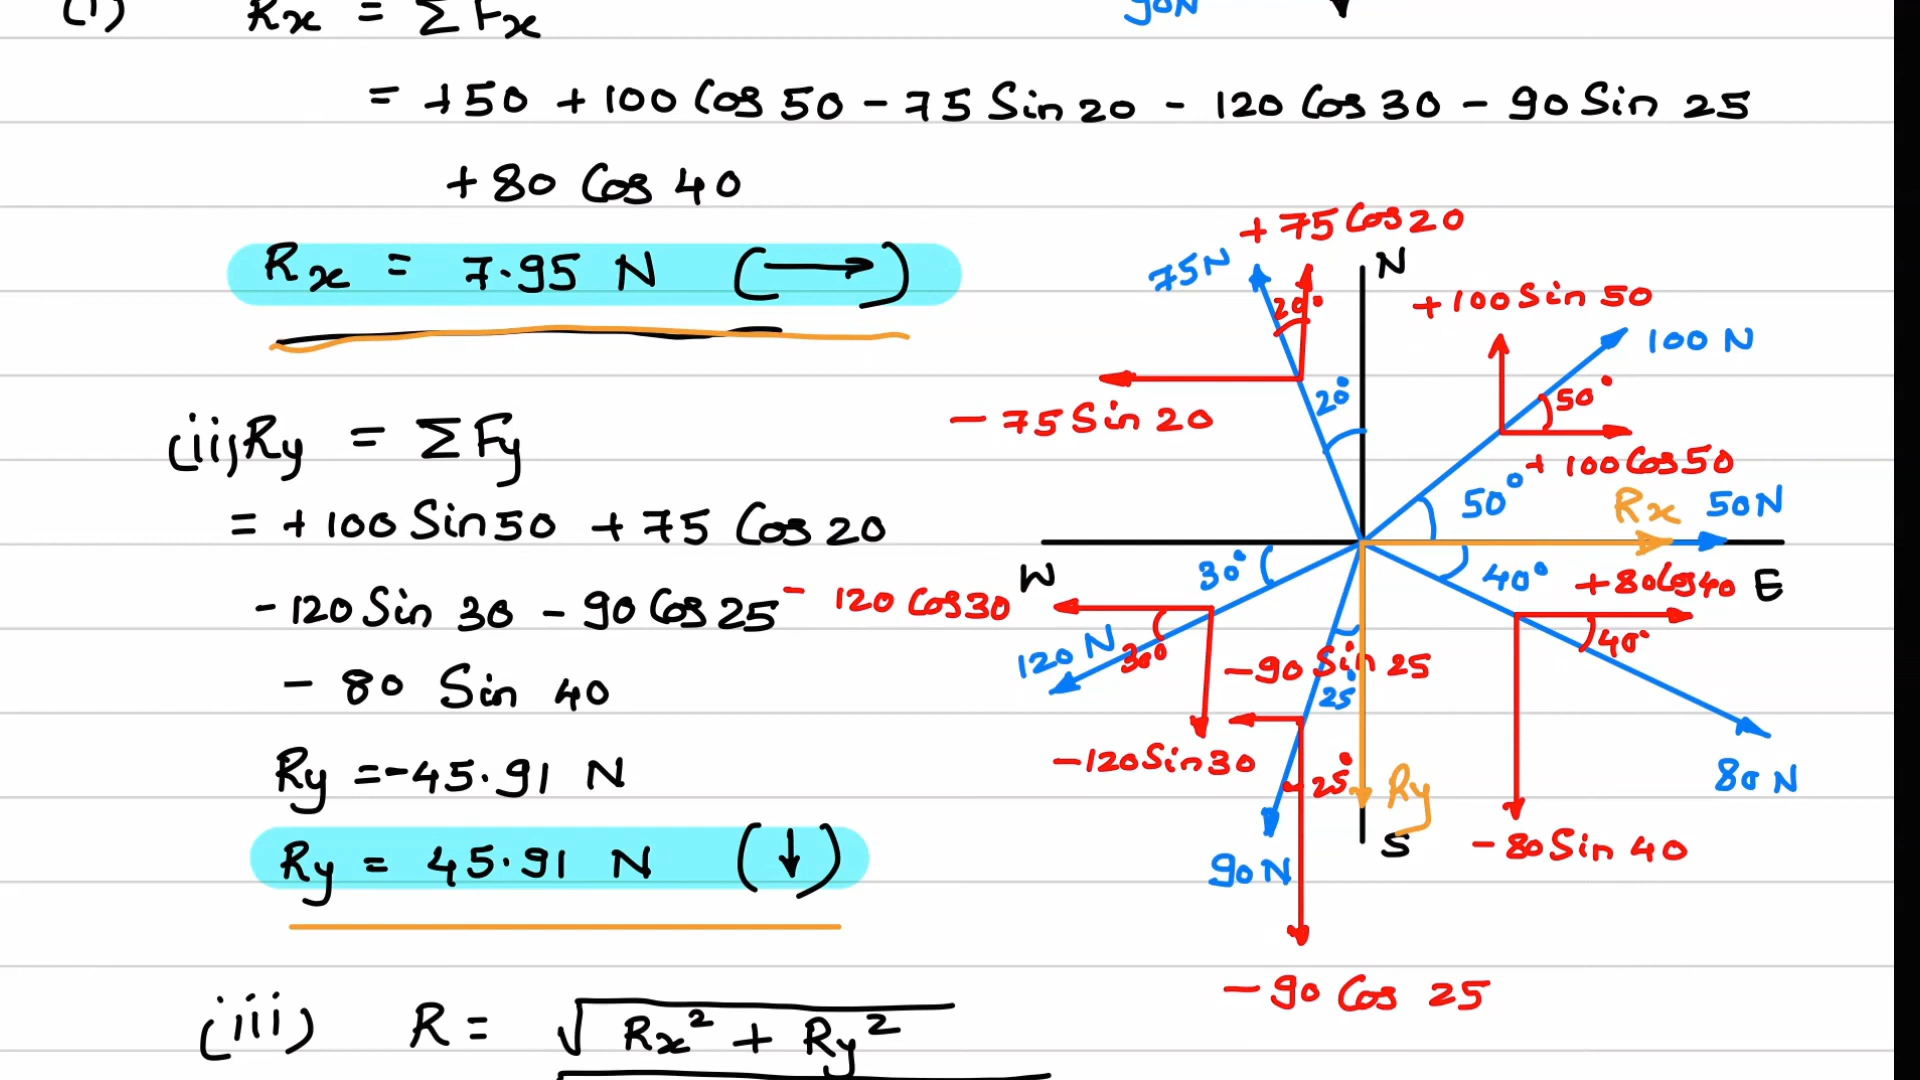 (i) Rx = ΣFx
= +50 + 100 Cos 50 - 75 Sin 20 - 120 Cos 30 - 90 Sin 25
+ 80 Cos 40
Rx = 7.95 N (→)
(ii) Ry = ΣFy
= +100 Sin 50 + 75 Cos 20
- 120 Sin 30 - 90 Cos 25
- 80 Sin 40
Ry = -45.91 N
Ry = 45.91 N (↓)
(iii) R = √Rx² + Ry²
90N
+ 75 Cos 20
75N
N
20°
+ 100 Sin 50
100 N
20°
50°
- 75 Sin 20
+ 100 Cos 50
50°
Rx
50N
W
30°
40°
+80 Cos 40
E
- 120 Cos 30
120 N
30°
- 90 Sin 25
40°
25°
- 120 Sin 30
25°
Ry
80 N
S
- 80 Sin 40
90N
- 90 Cos 25